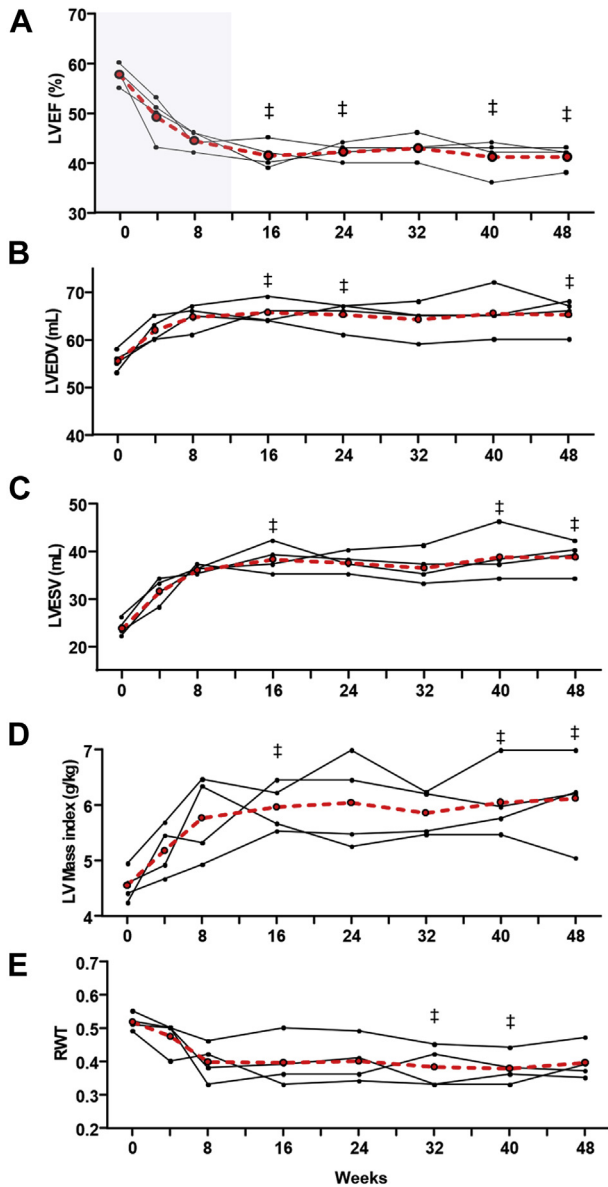 A
LVEF (%)
70
60
50
40
30
‡ ‡ ‡ ‡
0 8 16 24 32 40 48
B
LVEDV (mL)
70
60
50
40
‡ ‡ ‡
0 8 16 24 32 40 48
C
LVESV (mL)
50
40
30
20
‡ ‡ ‡
0 8 16 24 32 40 48
D
LV Mass index (g/kg)
7
6
5
4
‡ ‡ ‡
0 8 16 24 32 40 48
E
RWT
0.7
0.6
0.5
0.4
0.3
0.2
‡ ‡
0 8 16 24 32 40 48
Weeks